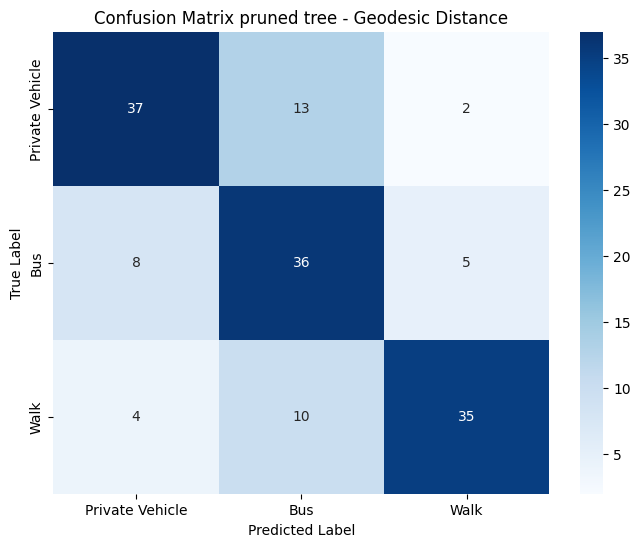 Confusion Matrix pruned tree - Geodesic Distance
True Label
Private Vehicle
Bus
Walk
37 13 2
8 36 5
4 10 35
Private Vehicle Bus Walk
Predicted Label
35
30
25
20
15
10
5